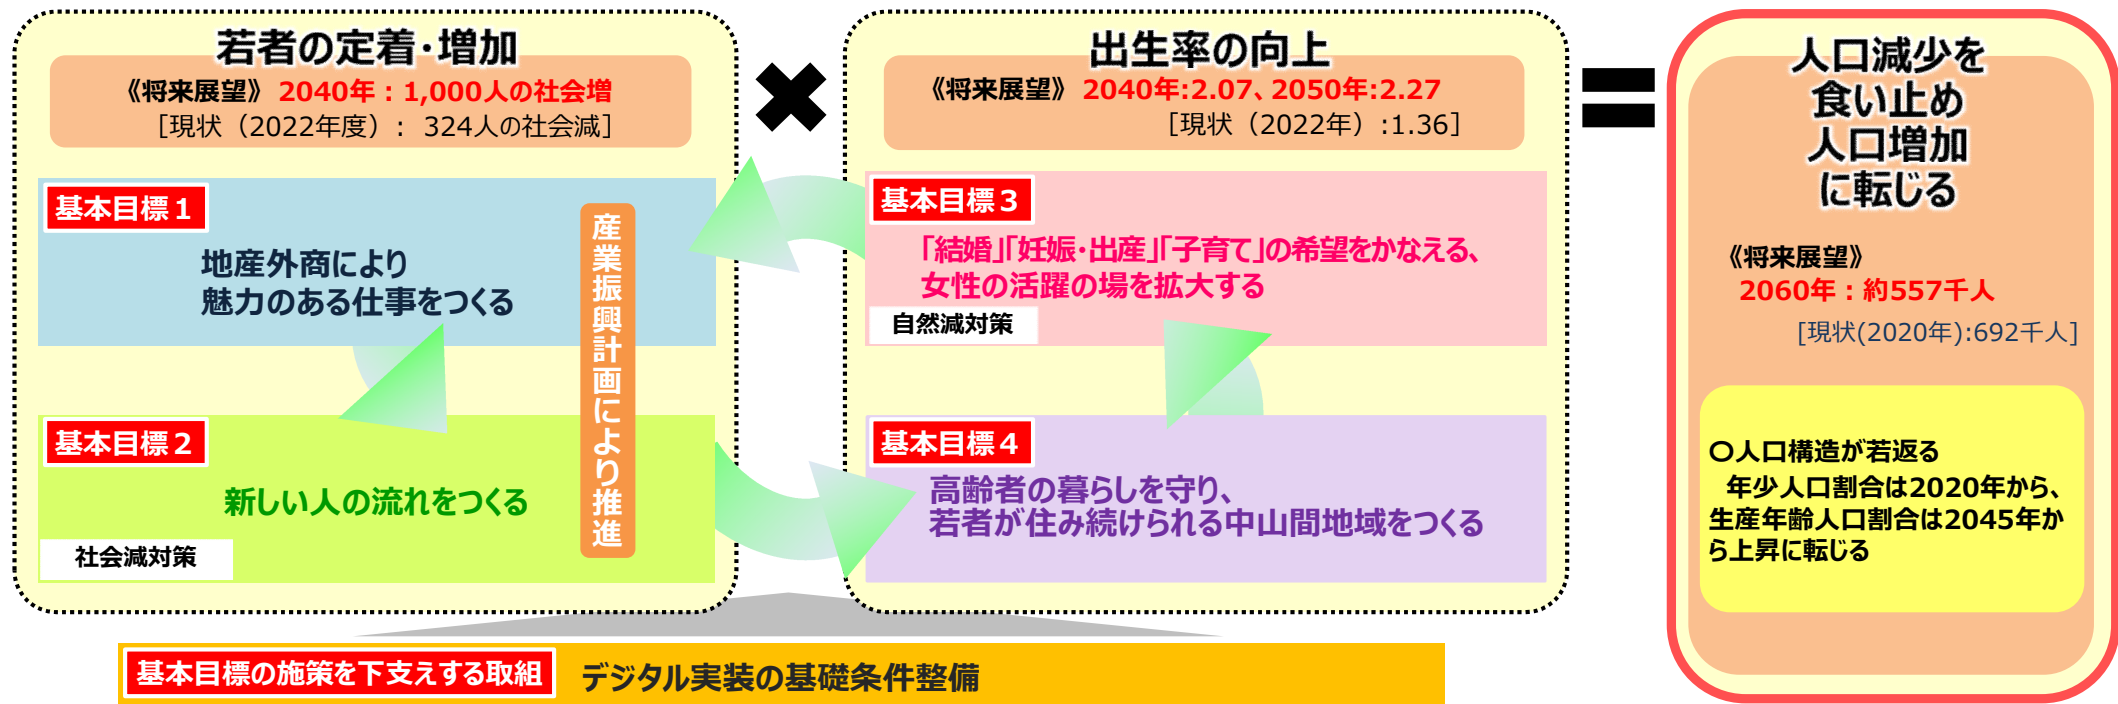 若者の定着・増加
《将来展望》 2040年：1,000人の社会増
［現状（2022年度）： 324人の社会減］
基本目標１
地産外商により
魅力のある仕事をつくる
基本目標２
新しい人の流れをつくる
社会減対策
産業振興計画により推進
✖
出生率の向上
《将来展望》 2040年:2.07、2050年:2.27
［現状（2022年）:1.36］
基本目標３
「結婚」「妊娠・出産」「子育て」の希望をかなえる、
女性の活躍の場を拡大する
自然減対策
基本目標４
高齢者の暮らしを守り、
若者が住み続けられる中山間地域をつくる
＝
人口減少を
食い止め
人口増加
に転じる
《将来展望》
2060年：約557千人
［現状(2020年):692千人］
〇人口構造が若返る
年少人口割合は2020年から、
生産年齢人口割合は2045年か
ら上昇に転じる
基本目標の施策を下支えする取組
デジタル実装の基礎条件整備